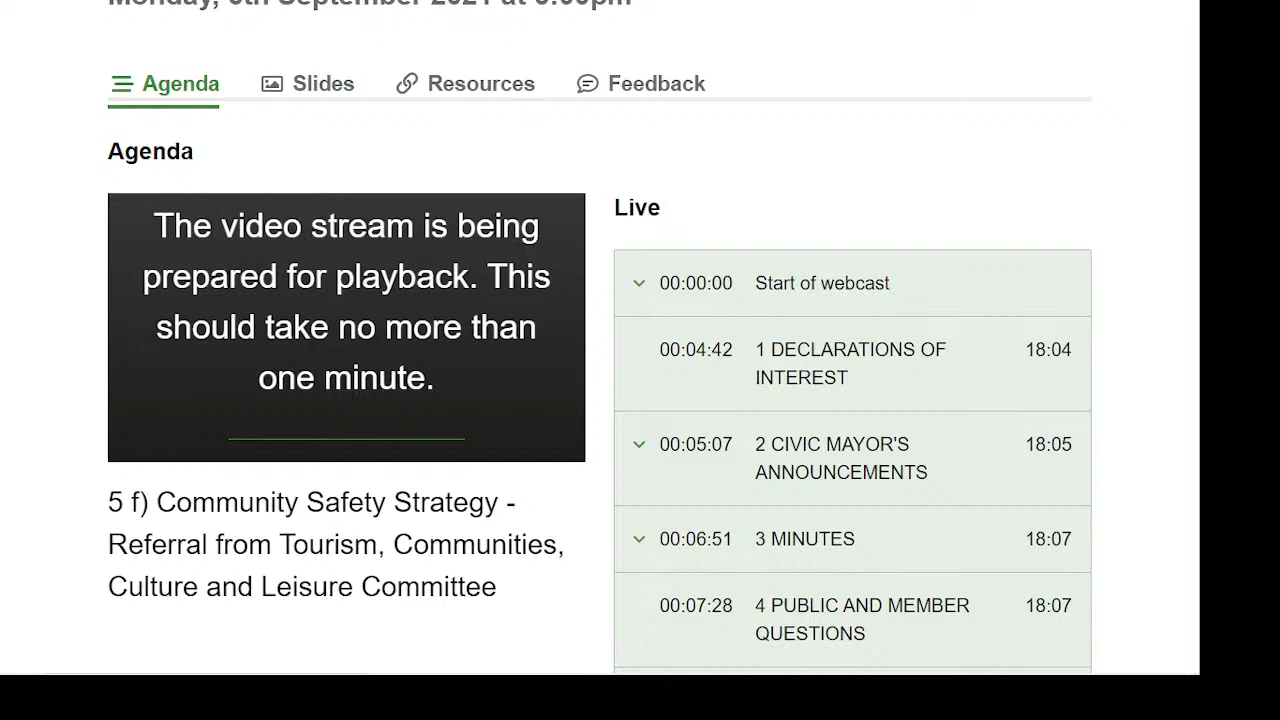 Agenda
Slides
Resources
Feedback
Agenda
The video stream is being
prepared for playback. This
should take no more than
one minute.
5 f) Community Safety Strategy -
Referral from Tourism, Communities,
Culture and Leisure Committee
Live
00:00:00 Start of webcast
00:04:42 1 DECLARATIONS OF 18:04
INTEREST
00:05:07 2 CIVIC MAYOR'S 18:05
ANNOUNCEMENTS
00:06:51 3 MINUTES 18:07
00:07:28 4 PUBLIC AND MEMBER 18:07
QUESTIONS